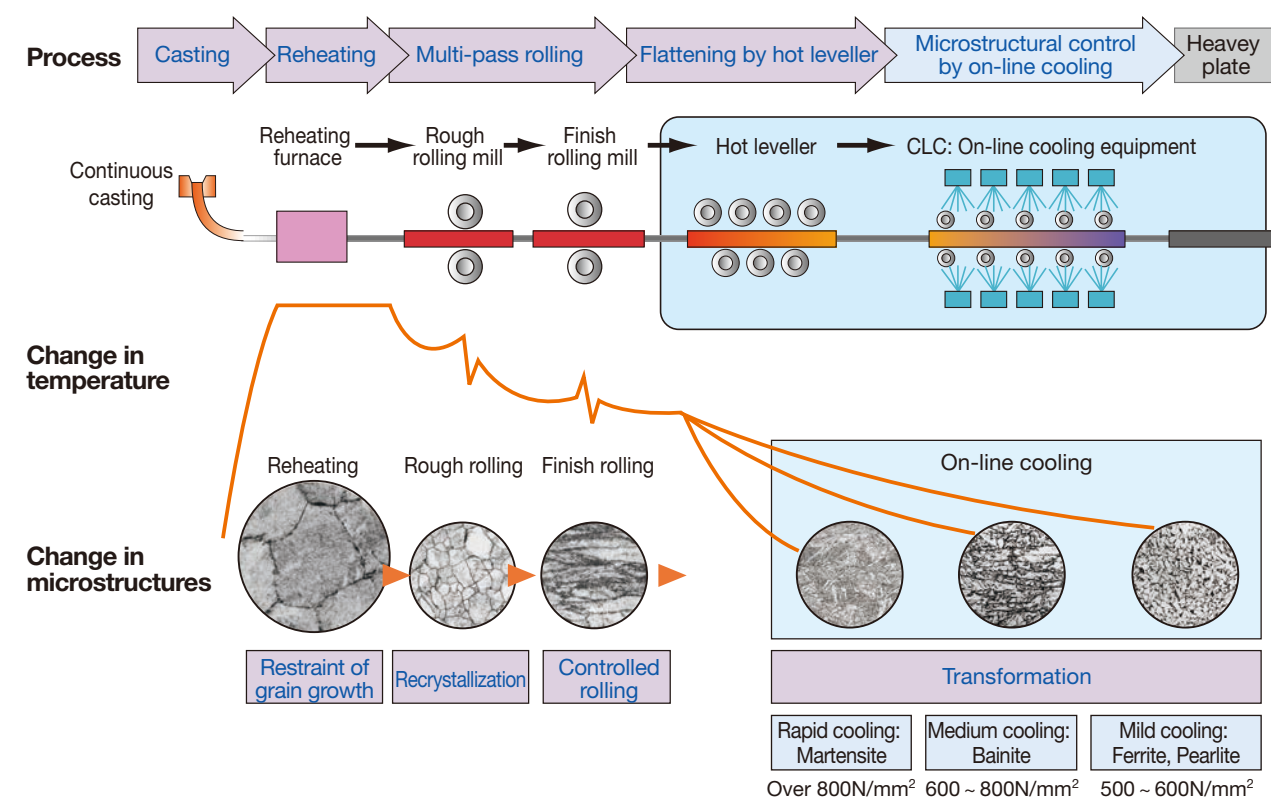 Process
Casting
Reheating
Multi-pass rolling
Flattening by hot leveller
Microstructural control
by on-line cooling
Heavey
plate
Continuous
casting
Reheating
furnace
Rough
rolling mill
Finish
rolling mill
Hot leveller
CLC: On-line cooling equipment
Change in
temperature
Reheating
Rough rolling
Finish rolling
On-line cooling
Change in
microstructures
Restraint of
grain growth
Recrystallization
Controlled
rolling
Transformation
Rapid cooling:
Martensite
Medium cooling:
Bainite
Mild cooling:
Ferrite, Pearlite
Over 800N/mm²
600 ~ 800N/mm²
500 ~ 600N/mm²